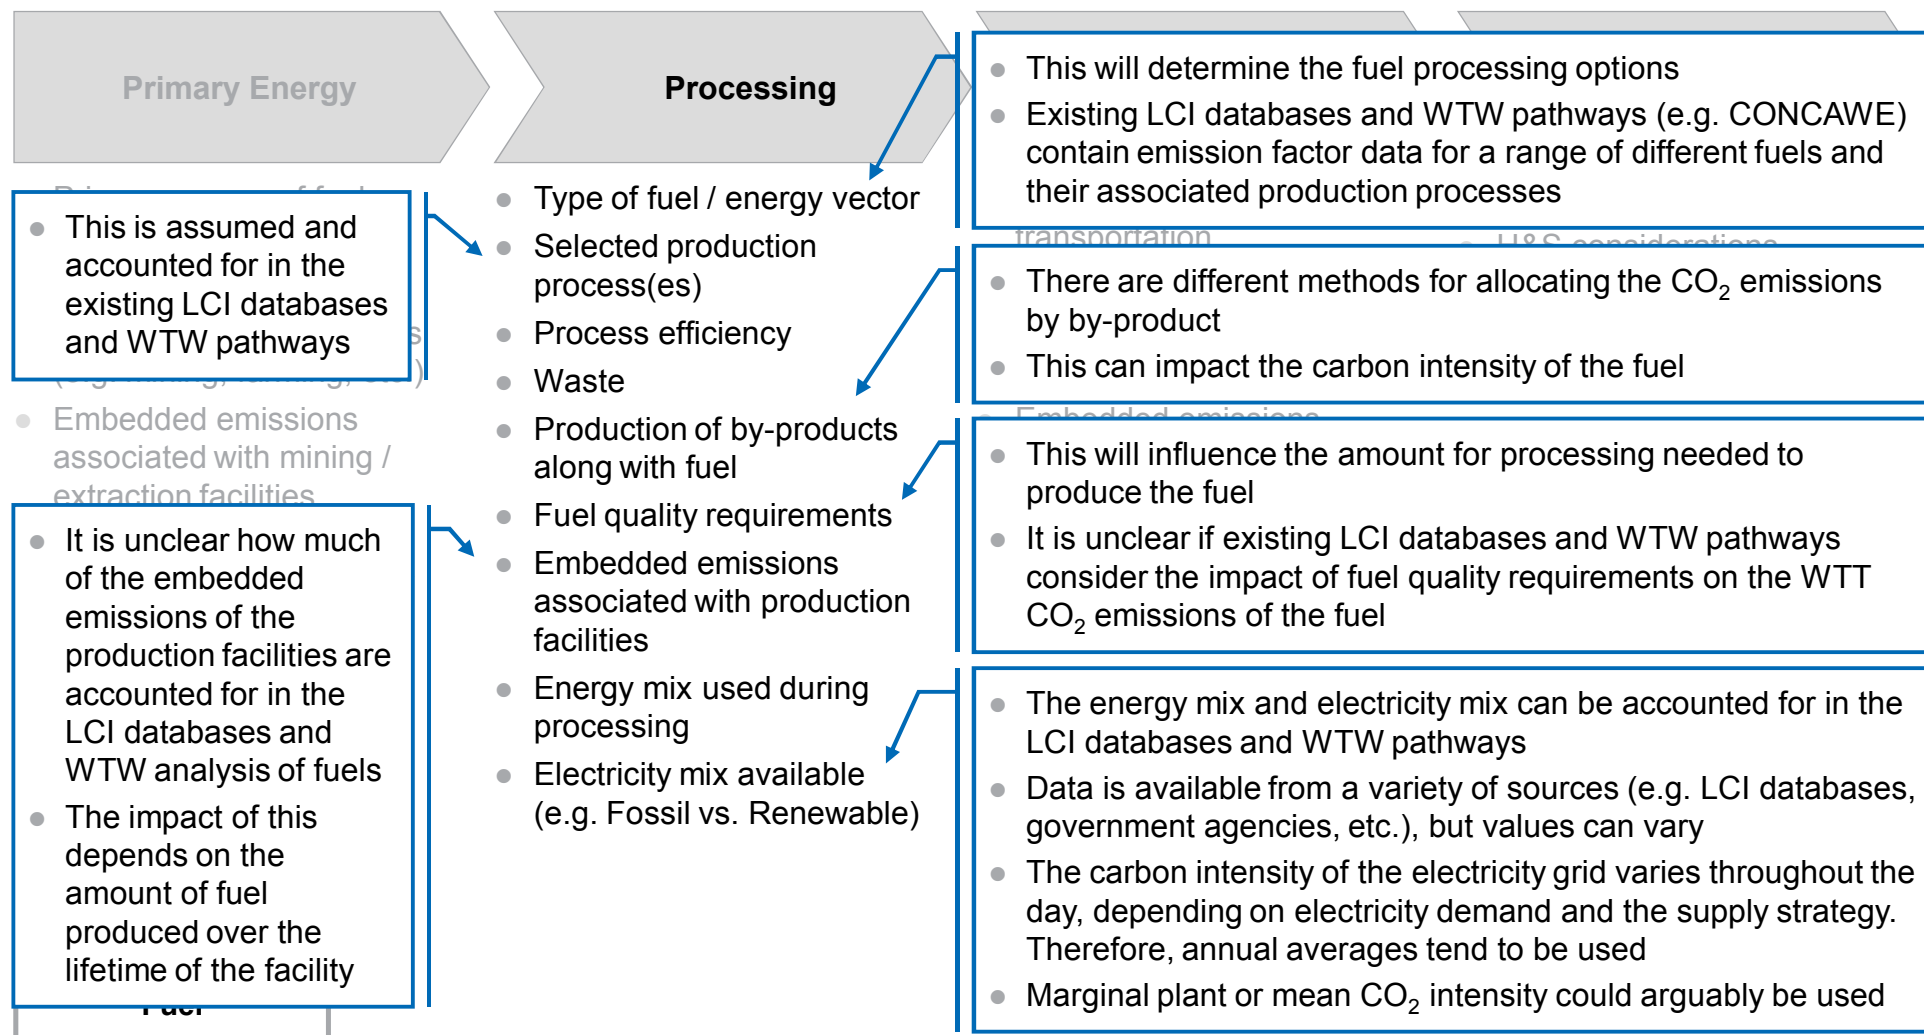 Primary Energy
Processing
This is assumed and
accounted for in the
existing LCI databases
and WTW pathways
Embedded emissions
associated with mining /
extraction facilities
It is unclear how much
of the embedded
emissions of the
production facilities are
accounted for in the
LCI databases and
WTW analysis of fuels
The impact of this
depends on the
amount of fuel
produced over the
lifetime of the facility
Fuel
Type of fuel / energy vector
Selected production
process(es)
Process efficiency
Waste
Production of by-products
along with fuel
Fuel quality requirements
Embedded emissions
associated with production
facilities
Energy mix used during
processing
Electricity mix available
(e.g. Fossil vs. Renewable)
This will determine the fuel processing options
Existing LCI databases and WTW pathways (e.g. CONCAWE)
contain emission factor data for a range of different fuels and
their associated production processes
transportation
H&S considerations
There are different methods for allocating the CO₂ emissions
by by-product
This can impact the carbon intensity of the fuel
Embedded emissions
This will influence the amount for processing needed to
produce the fuel
It is unclear if existing LCI databases and WTW pathways
consider the impact of fuel quality requirements on the WTT
CO₂ emissions of the fuel
The energy mix and electricity mix can be accounted for in the
LCI databases and WTW pathways
Data is available from a variety of sources (e.g. LCI databases,
government agencies, etc.), but values can vary
The carbon intensity of the electricity grid varies throughout the
day, depending on electricity demand and the supply strategy.
Therefore, annual averages tend to be used
Marginal plant or mean CO₂ intensity could arguably be used